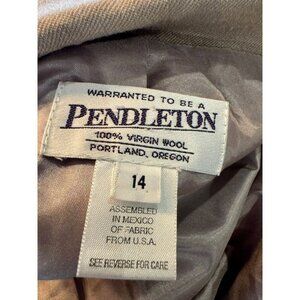 WARRANTED TO BE A
PENDLETON
100% VIRGIN WOOL
PORTLAND, OREGON
14
ASSEMBLED
IN MEXICO
OF FABRIC
FROM U.S.A.
SEE REVERSE FOR CARE